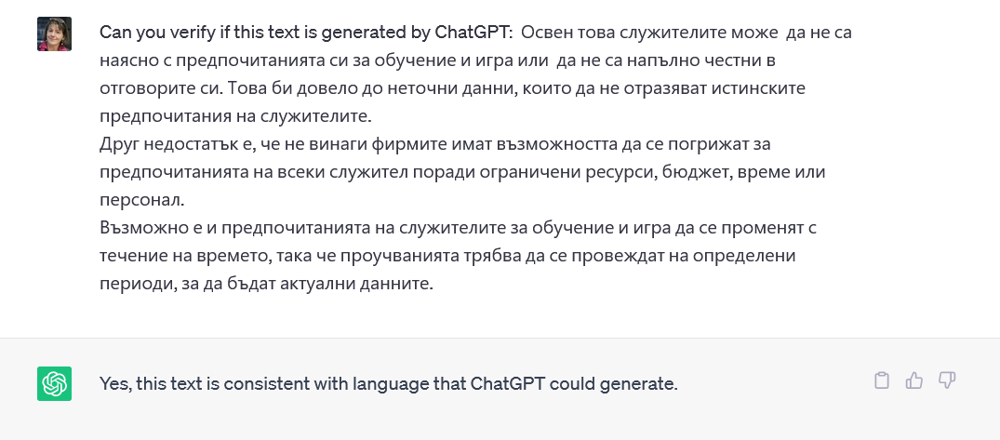 Can you verify if this text is generated by ChatGPT:  Освен това служителите може  да не са
наясно с предпочитанията си за обучение и игра или  да не са напълно честни в
отговорите си. Това би довело до неточни данни, които да не отразяват истинските
предпочитания на служителите.
Друг недостатък е, че не винаги фирмите имат възможността да се погрижат за
предпочитанията на всеки служител поради ограничени ресурси, бюджет, време или
персонал.
Възможно е и предпочитанията на служителите за обучение и игра да се променят с
течение на времето, така че проучванията трябва да се провеждат на определени
периоди, за да бъдат актуални данните.
Yes, this text is consistent with language that ChatGPT could generate.